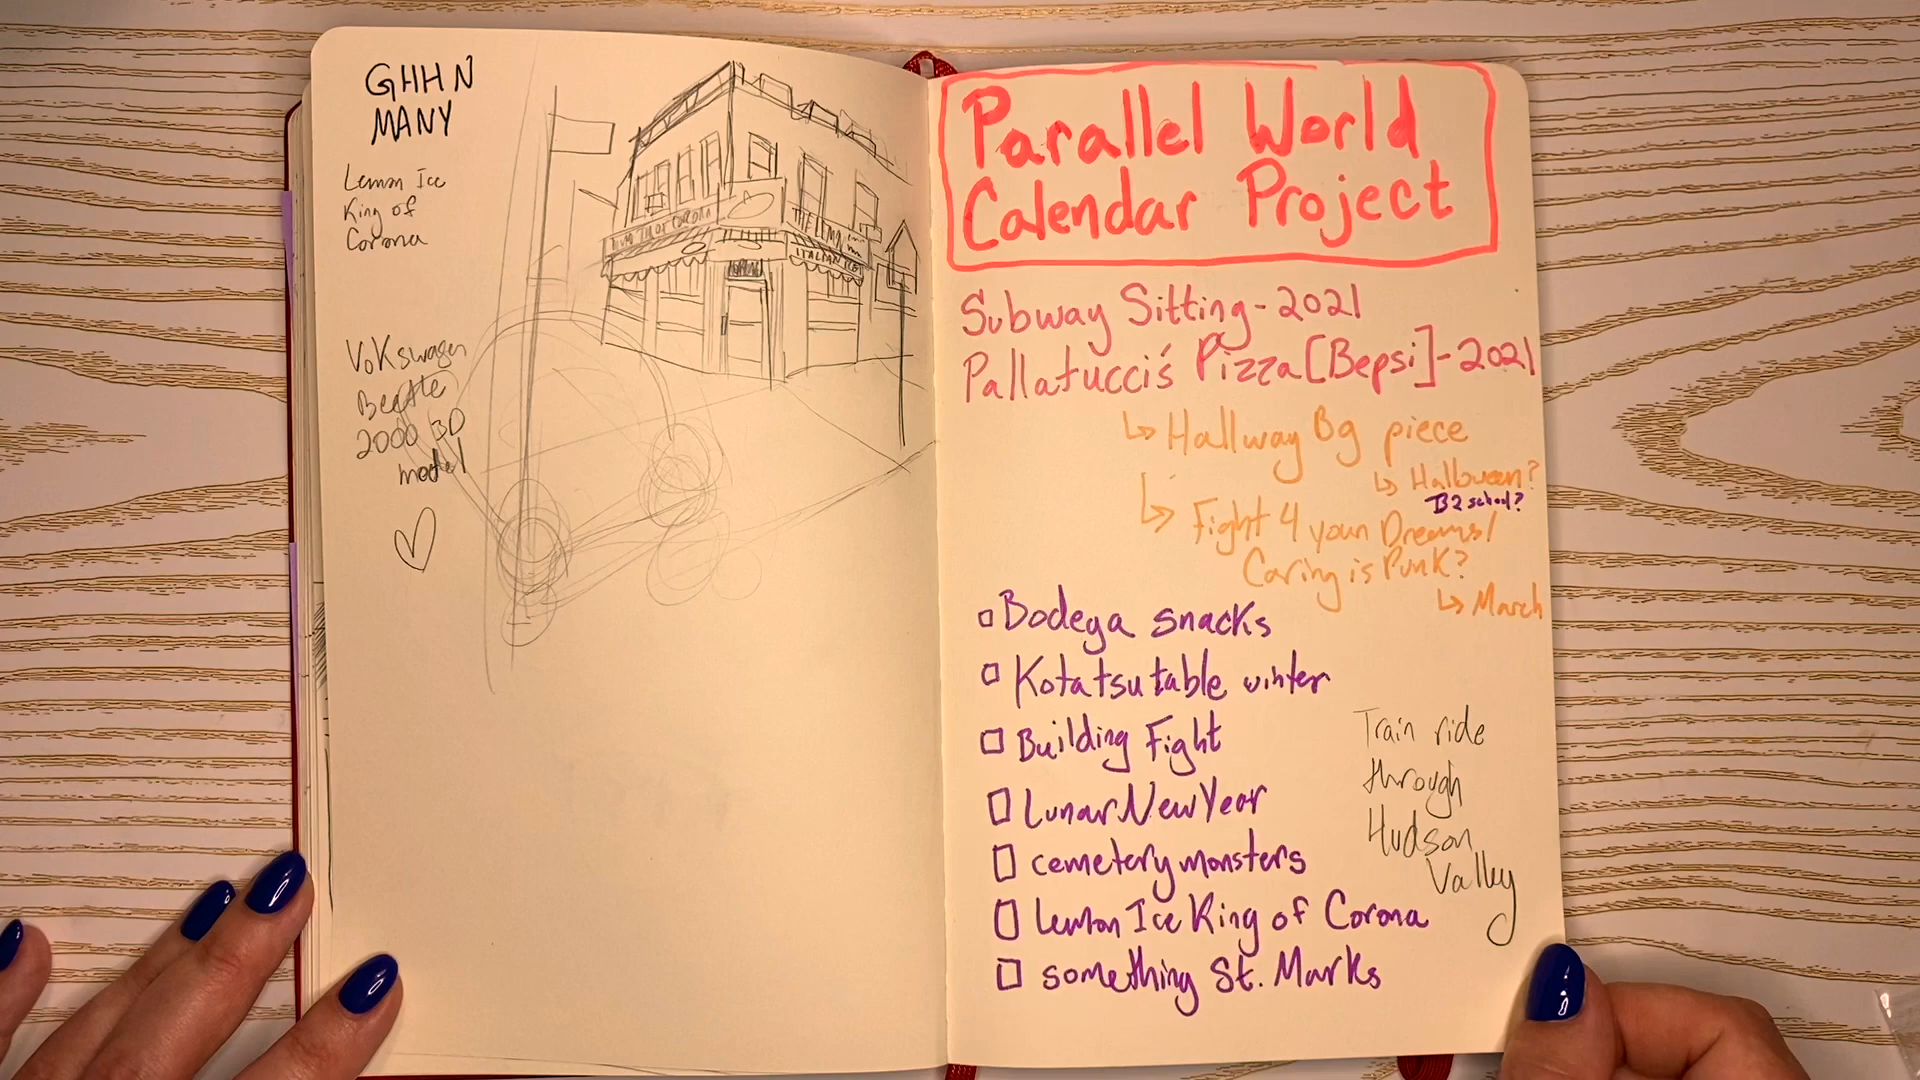 GHHN
MANY
Lemon Ice
King of
Corona
Vokswagen
Beetle
2000 3D
model
ITALIAN ICE
Parallel World
Calendar Project
Subway Sitting-2021
Pallatucci's Pizza[Bepsi]-2021
↳ Hallway Bg piece
↳ Halloween?
B2 school?
↳ Fight 4 your Dreams/
Caring is Punk?
↳ March
Bodega snacks
Kotatsu table winter
Building Fight
Lunar New Year
cemetery monsters
Lemon Ice King of Corona
something St. Marks
Train ride
through
Hudson
Valley